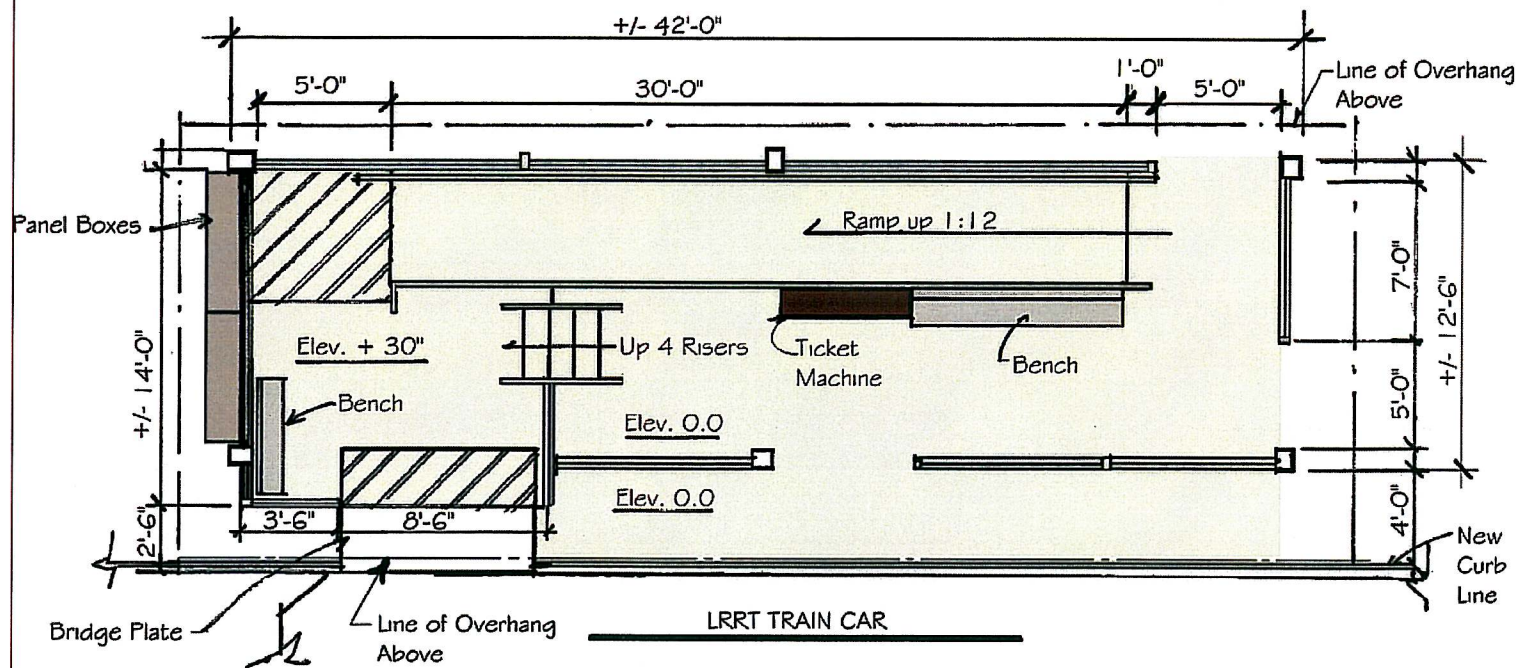 +/- 42'-0"
5'-0"
30'-0"
1'-0"
5'-0"
Line of Overhang
Above
Panel Boxes
Ramp up 1:12
7'-0"
+/- 12'-6"
Elev. + 30"
Up 4 Risers
Ticket
Machine
Bench
+/- 14'-0"
Bench
Elev. 0.0
5'-0"
Elev. 0.0
3'-6"
8'-6"
2'-6"
4'-0"
New
Curb
Line
Bridge Plate
Line of Overhang
Above
LRRT TRAIN CAR